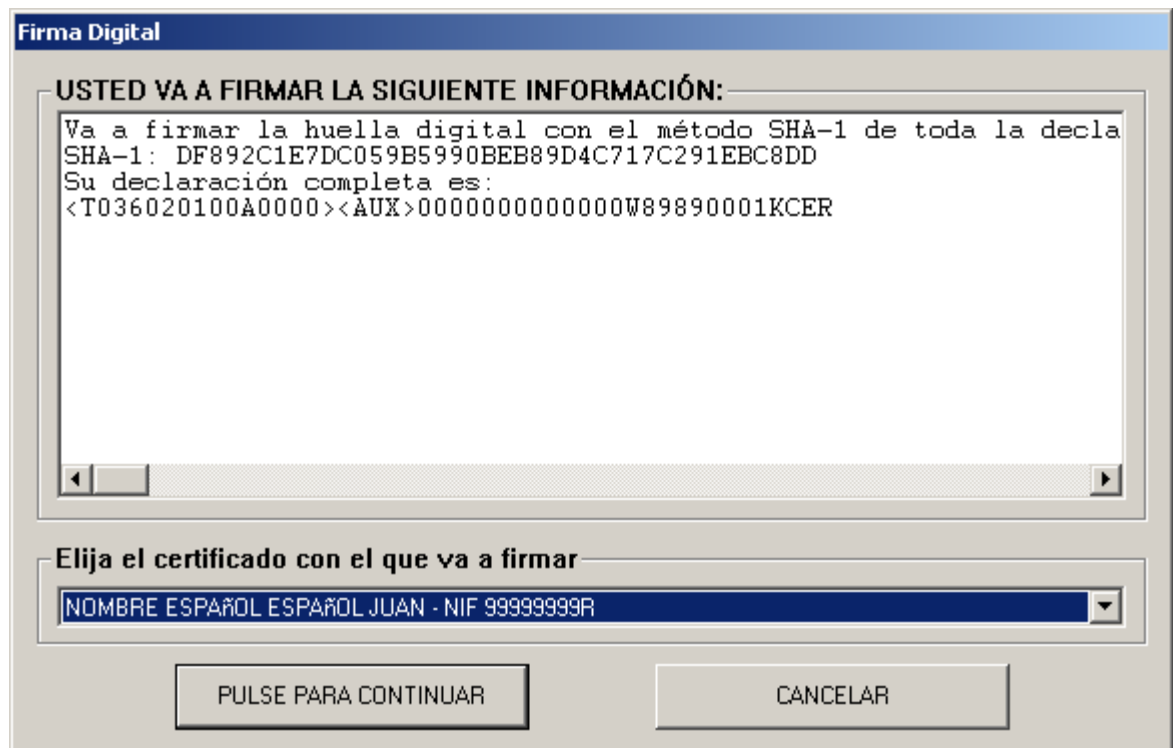 Firma Digital
USTED VA A FIRMAR LA SIGUIENTE INFORMACIÓN:
Va a firmar la huella digital con el método SHA-1 de toda la decla
SHA-1: DF892C1E7DC059B5990BEB89D4C717C291EBC8DD
Su declaración completa es:
<T036020100A0000><AUX>0000000000000W89890001KCER
Elija el certificado con el que va a firmar
NOMBRE ESPAñOL ESPAñOL JUAN - NIF 99999999R
PULSE PARA CONTINUAR
CANCELAR